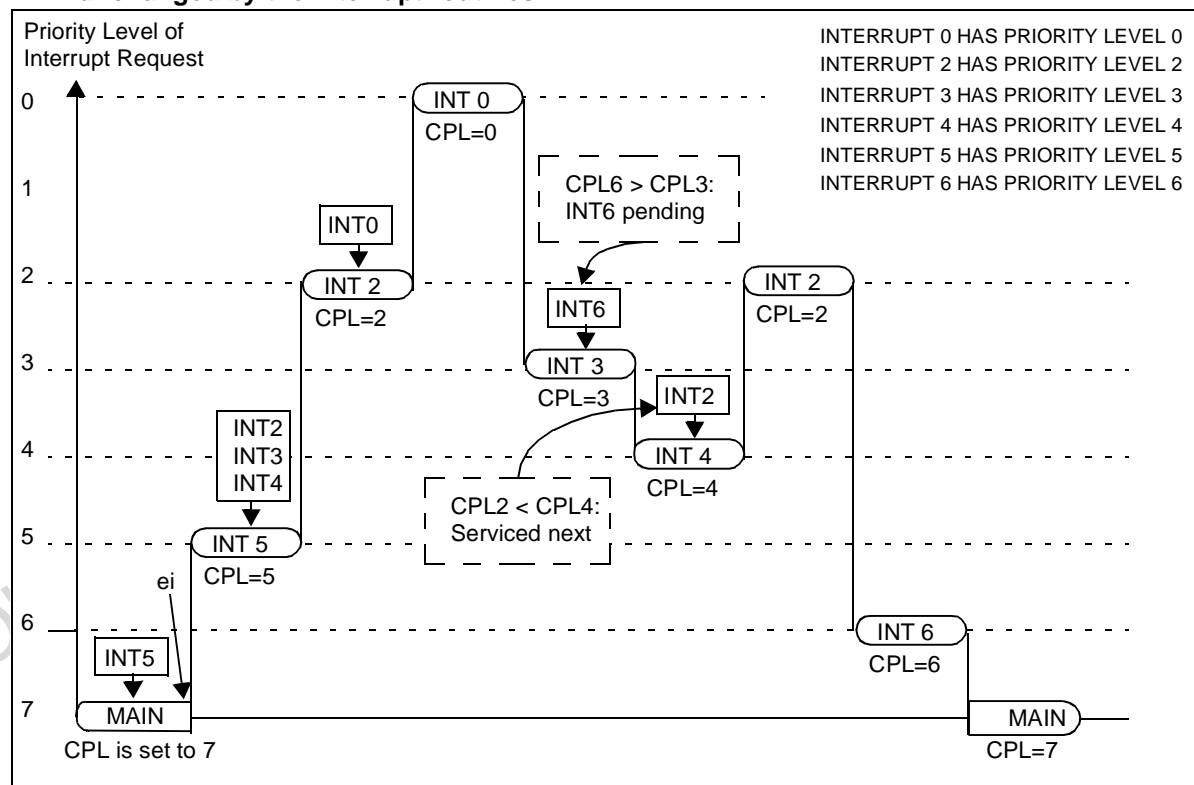 Priority Level of
Interrupt Request
INTERRUPT 0 HAS PRIORITY LEVEL 0
INTERRUPT 2 HAS PRIORITY LEVEL 2
INTERRUPT 3 HAS PRIORITY LEVEL 3
INTERRUPT 4 HAS PRIORITY LEVEL 4
INTERRUPT 5 HAS PRIORITY LEVEL 5
INTERRUPT 6 HAS PRIORITY LEVEL 6
0
INT 0
CPL=0
1
CPL6 > CPL3:
INT6 pending
INT0
2
INT 2
CPL=2
INT6
INT 2
CPL=2
3
INT 3
CPL=3
INT2
INT2
INT3
INT4
4
INT 4
CPL=4
CPL2 < CPL4:
Serviced next
5
INT 5
CPL=5
ei
6
INT 6
CPL=6
INT5
7
MAIN
CPL is set to 7
MAIN
CPL=7